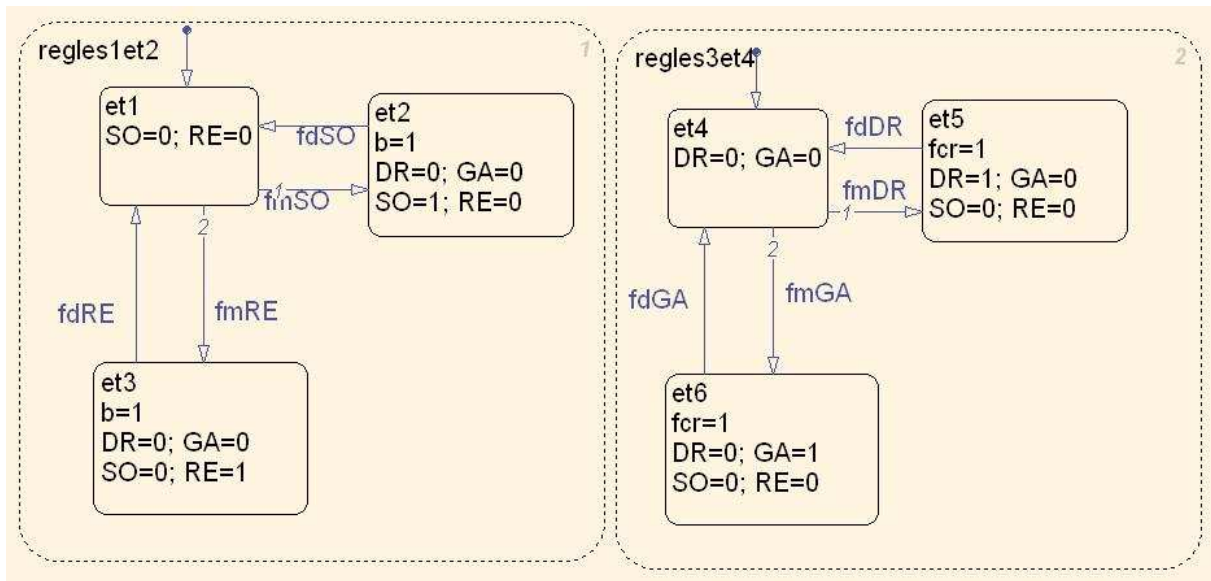 regles1et2
1
et1
SO=0; RE=0
fdSO
1
fmSO
et2
b=1
DR=0; GA=0
SO=1; RE=0
2
fdRE
fmRE
et3
b=1
DR=0; GA=0
SO=0; RE=1
regles3et4
2
et4
DR=0; GA=0
fdDR
fmDR
1
et5
fcr=1
DR=1; GA=0
SO=0; RE=0
2
fdGA
fmGA
et6
fcr=1
DR=0; GA=1
SO=0; RE=0